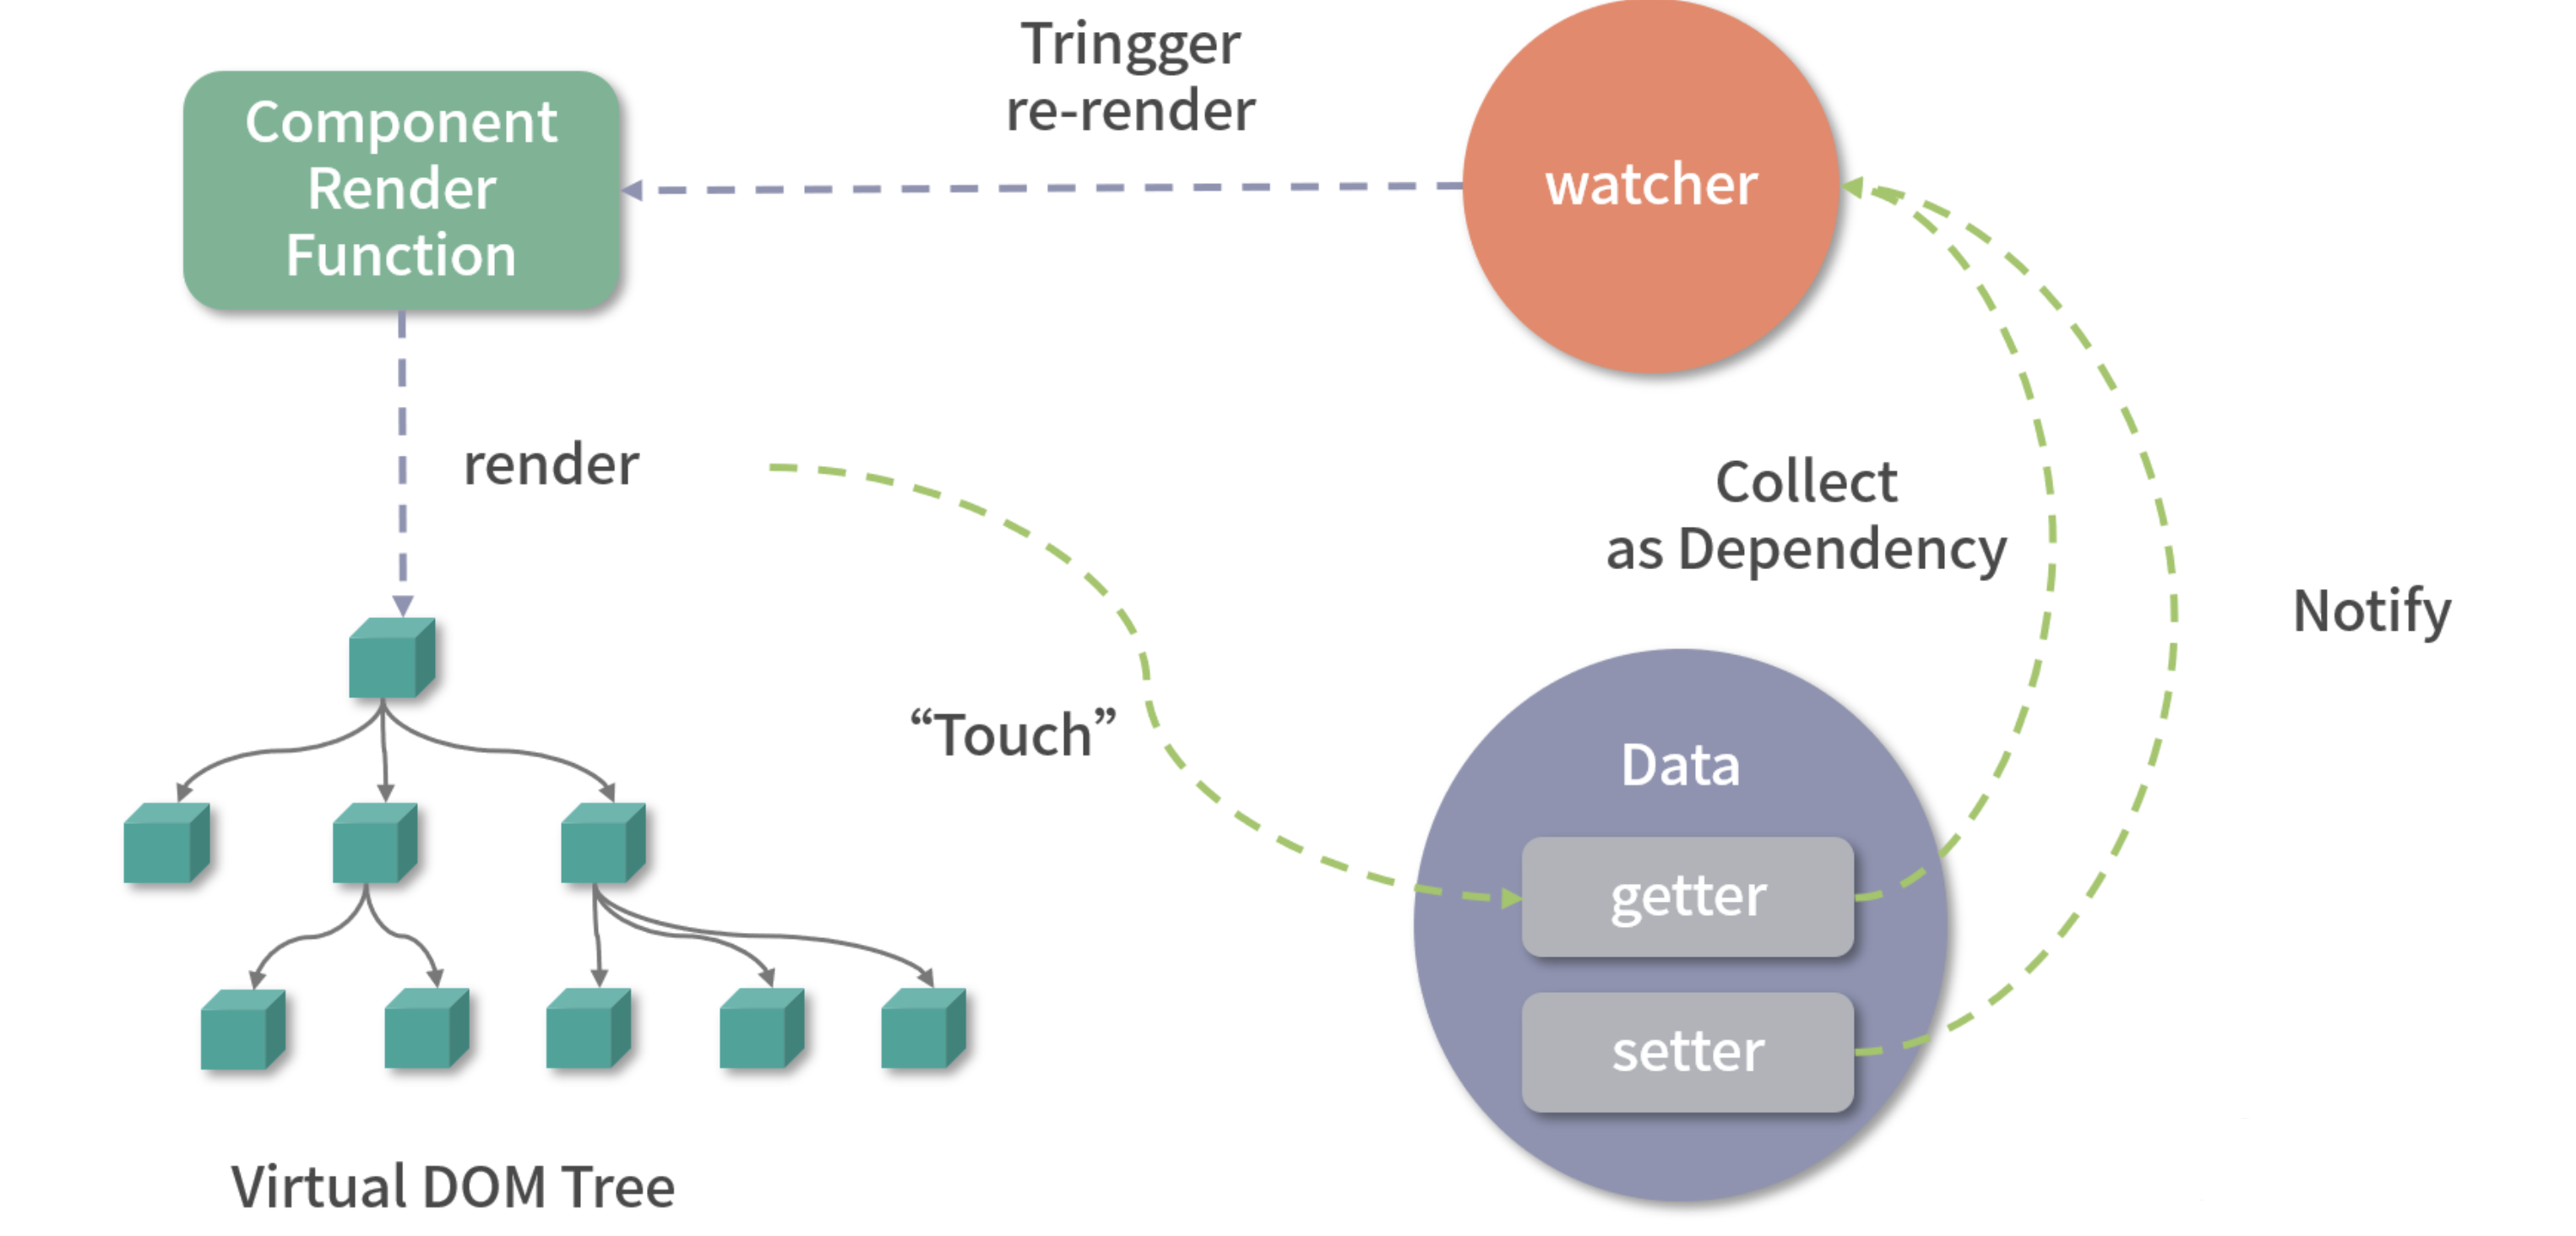 Tringger
re-render
Component
Render
Function
watcher
render
Collect
as Dependency
Notify
“Touch”
Data
getter
setter
Virtual DOM Tree